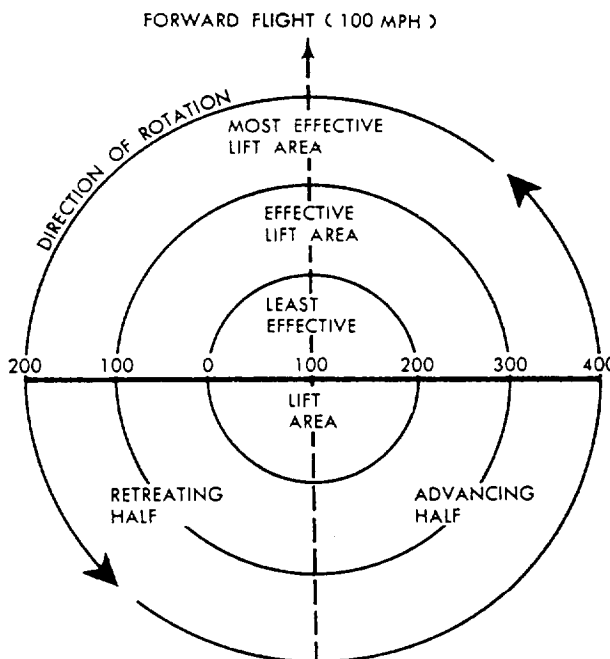 FORWARD FLIGHT ( 100 MPH )
DIRECTION OF ROTATION
MOST EFFECTIVE
LIFT AREA
EFFECTIVE
LIFT AREA
LEAST
EFFECTIVE
200 100 0 100 200 300 400
LIFT
AREA
RETREATING
HALF
ADVANCING
HALF